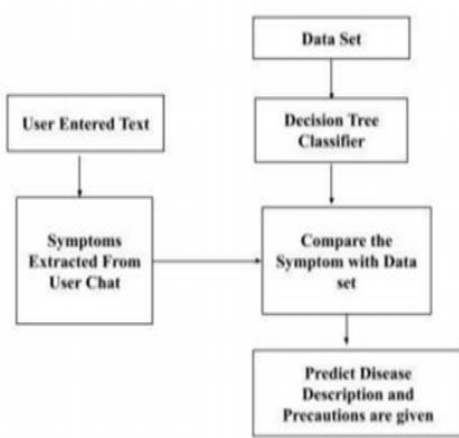 Data Set
User Entered Text
Decision Tree
Classifier
Symptoms
Extracted From
User Chat
Compare the
Symptom with Data
set
Predict Disease
Description and
Precautions are given